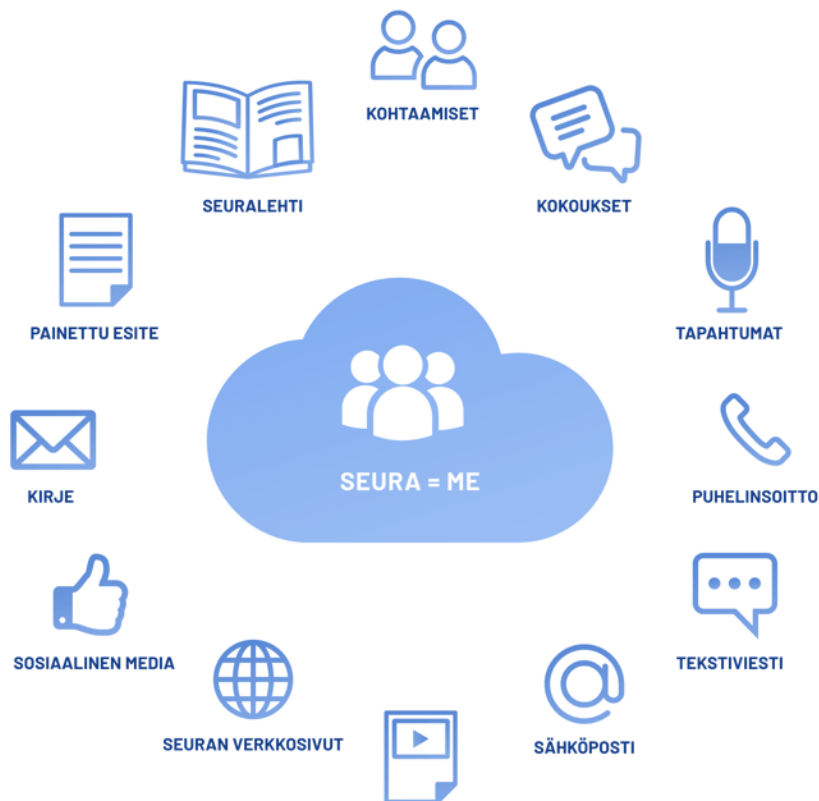 KOHTAAMISET
SEURALEHTI
KOKOUKSET
PAINETTU ESITE
TAPAHTUMAT
SEURA = ME
KIRJE
PUHELINSOITTO
SOSIAALINEN MEDIA
TEKSTIVIESTI
SEURAN VERKKOSIVUT
SÄHKÖPOSTI